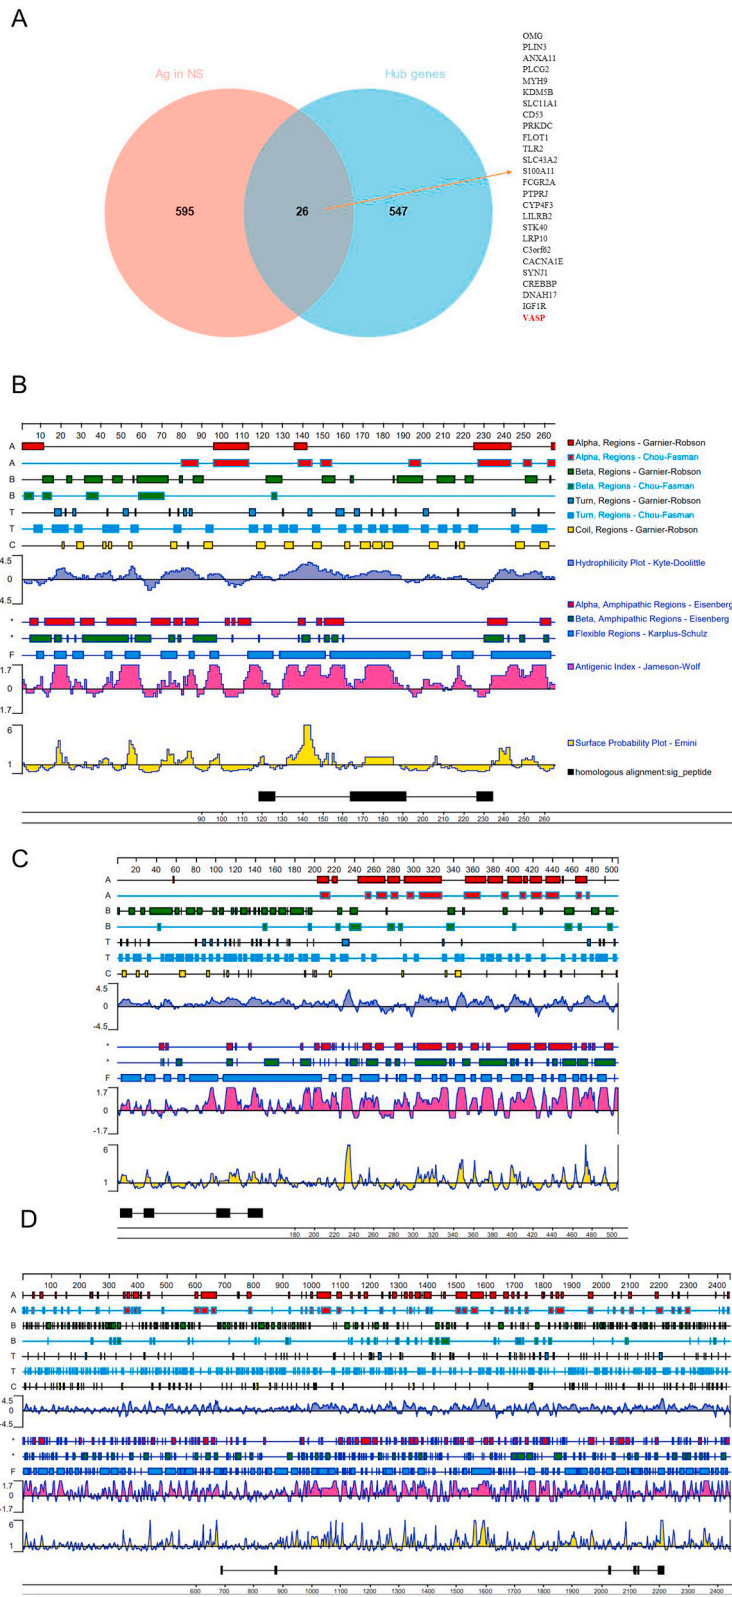 A
Ag in NS
Hub genes
595
26
547
OMG
PLIN3
ANXA11
PLCG2
MYH9
KDM5B
SLC11A1
CD53
PRKDC
FLOT1
TLR2
SLC43A2
S100A11
FCGR2A
PTPRJ
CYP4F3
LILRB2
STK40
LRP10
C3orf62
CACNA1E
SYNJ1
CREBBP
DNAH17
IGF1R
VASP
B
10 20 30 40 50 60 70 80 90 100 110 120 130 140 150 160 170 180 190 200 210 220 230 240 250 260
A
A
B
B
T
T
C
4.5
0
-4.5
*
*
F
1.7
0
-1.7
6
1
90 100 110 120 130 140 150 160 170 180 190 200 210 220 230 240 250 260
Alpha, Regions - Garnier-Robson
Alpha, Regions - Chou-Fasman
Beta, Regions - Garnier-Robson
Beta, Regions - Chou-Fasman
Turn, Regions - Garnier-Robson
Turn, Regions - Chou-Fasman
Coil, Regions - Garnier-Robson
Hydrophilicity Plot - Kyte-Doolittle
Alpha, Amphipathic Regions - Eisenberg
Beta, Amphipathic Regions - Eisenberg
Flexible Regions - Karplus-Schulz
Antigenic Index - Jameson-Wolf
Surface Probability Plot - Emini
homologous alignment:sig_peptide
C
0 20 40 60 80 100 120 140 160 180 200 220 240 260 280 300 320 340 360 380 400 420 440 460 480 500
A
A
B
B
T
T
C
4.5
0
-4.5
*
*
F
1.7
0
-1.7
6
1
180 200 220 240 260 280 300 320 340 360 380 400 420 440 460 480 500
D
0 100 200 300 400 500 600 700 800 900 1000 1100 1200 1300 1400 1500 1600 1700 1800 1900 2000 2100 2200 2300 2400
A
A
B
B
T
T
C
4.5
0
-4.5
*
*
F
1.7
0
-1.7
6
1
600 700 800 900 1000 1100 1200 1300 1400 1500 1600 1700 1800 1900 2000 2100 2200 2300 2400